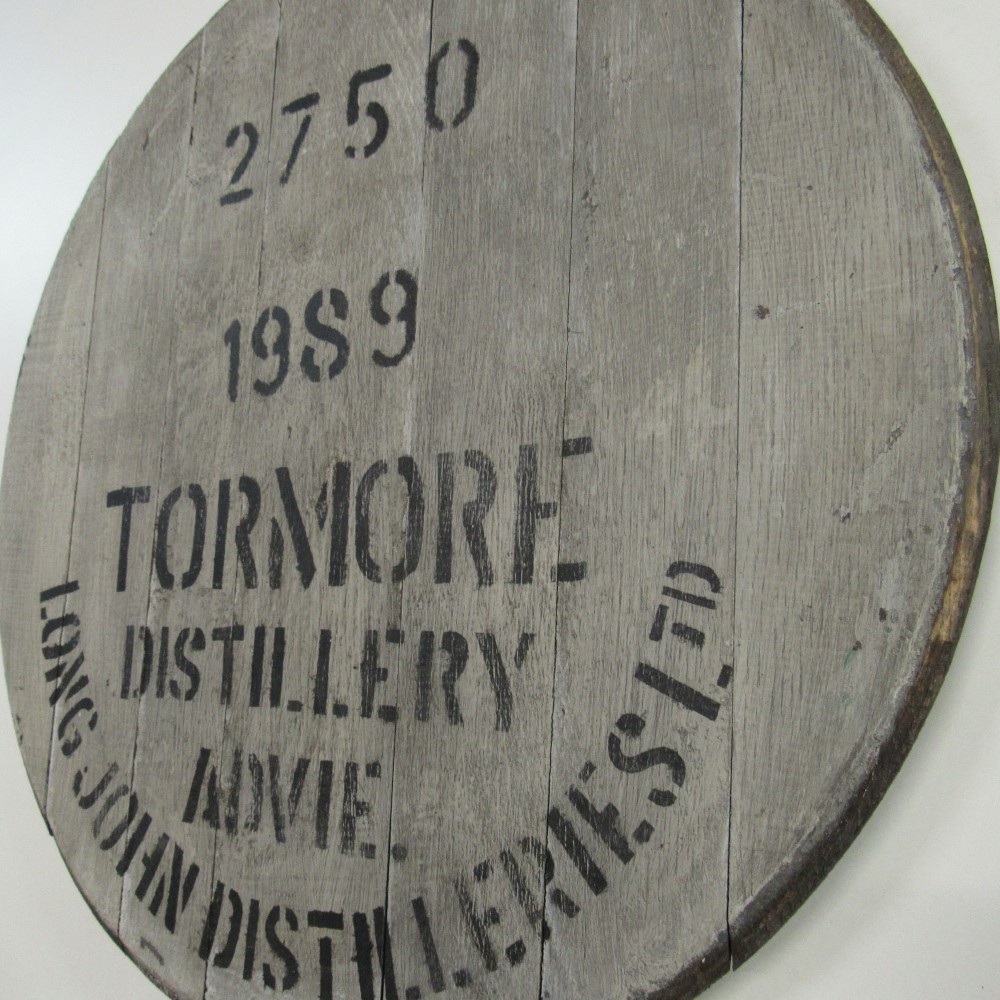 2750
1989
TORMORE
DISTILLERY
ADVIE.
LONG JOHN DISTILLERIES LTD